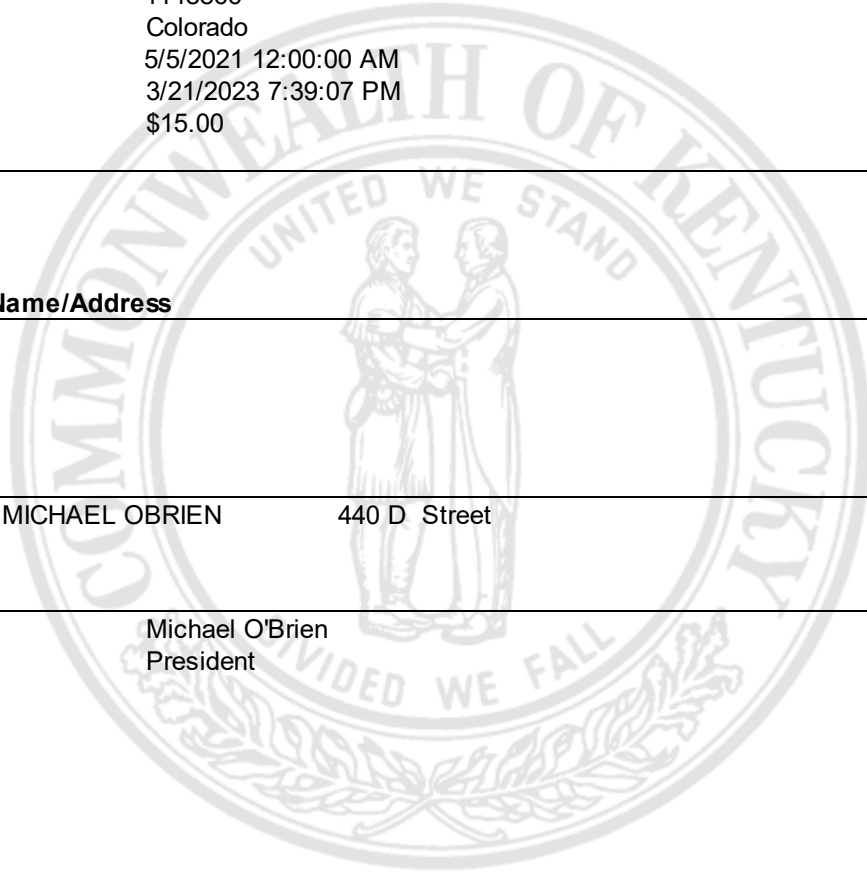 Colorado
5/5/2021 12:00:00 AM
3/21/2023 7:39:07 PM
$15.00
COMMONWEALTH OF KENTUCKY
UNITED WE STAND
Name/Address
MICHAEL OBRIEN 440 D Street
Michael O'Brien
President
DIVIDED WE FALL